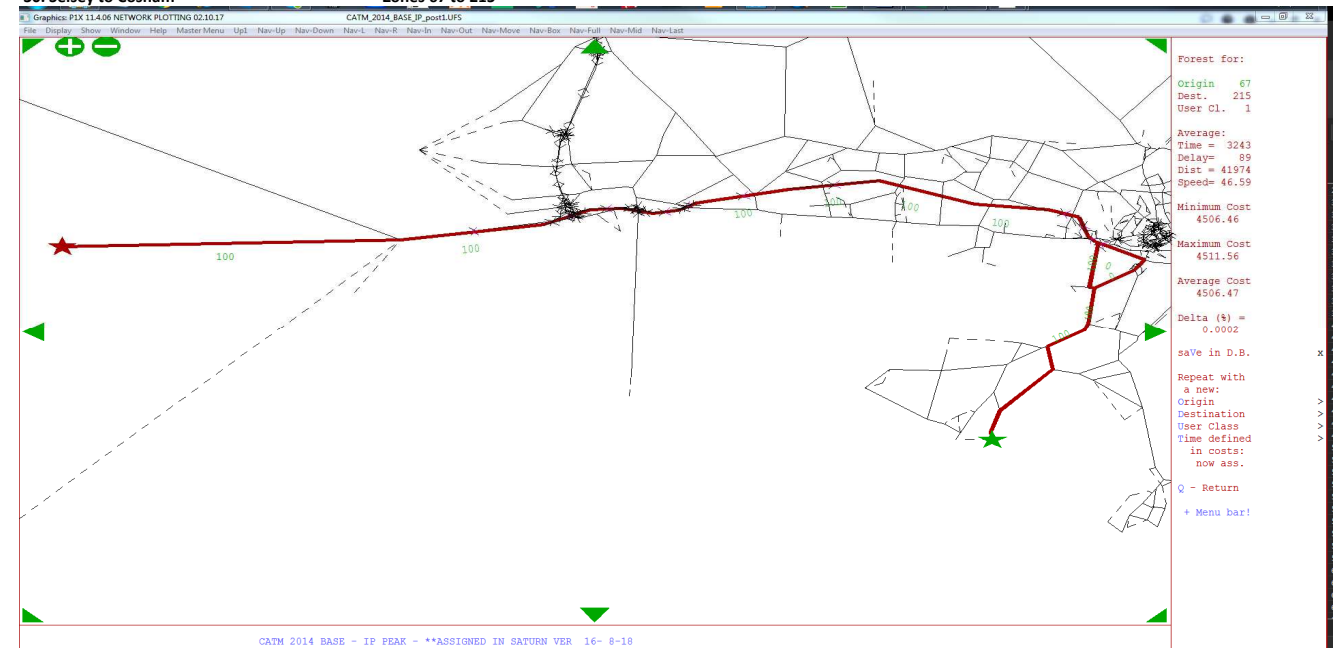 Graphics: P1X 11.4.06 NETWORK PLOTTING 02.10.17 CATM_2014_BASE_IP_post1.UFS
File Display Show Window Help Master Menu Up1 Nav-Up Nav-Down Nav-L Nav-R Nav-In Nav-Out Nav-Move Nav-Box Nav-Full Nav-Mid Nav-Last
Forest for:
Origin 67
Dest. 215
User Cl. 1
Average:
Time = 3243
Delay= 89
Dist = 41974
Speed= 46.59
Minimum Cost
4506.46
Maximum Cost
4511.56
Average Cost
4506.47
Delta (%) =
0.0002
saVe in D.B. x
Repeat with
a new:
Origin >
Destination >
User Class >
Time defined >
in costs:
now ass.
Q - Return
+ Menu bar!
100
100
100
100
100
100
100
0
0
100
100
CATM 2014 BASE - IP PEAK - **ASSIGNED IN SATURN VER 16- 8-18